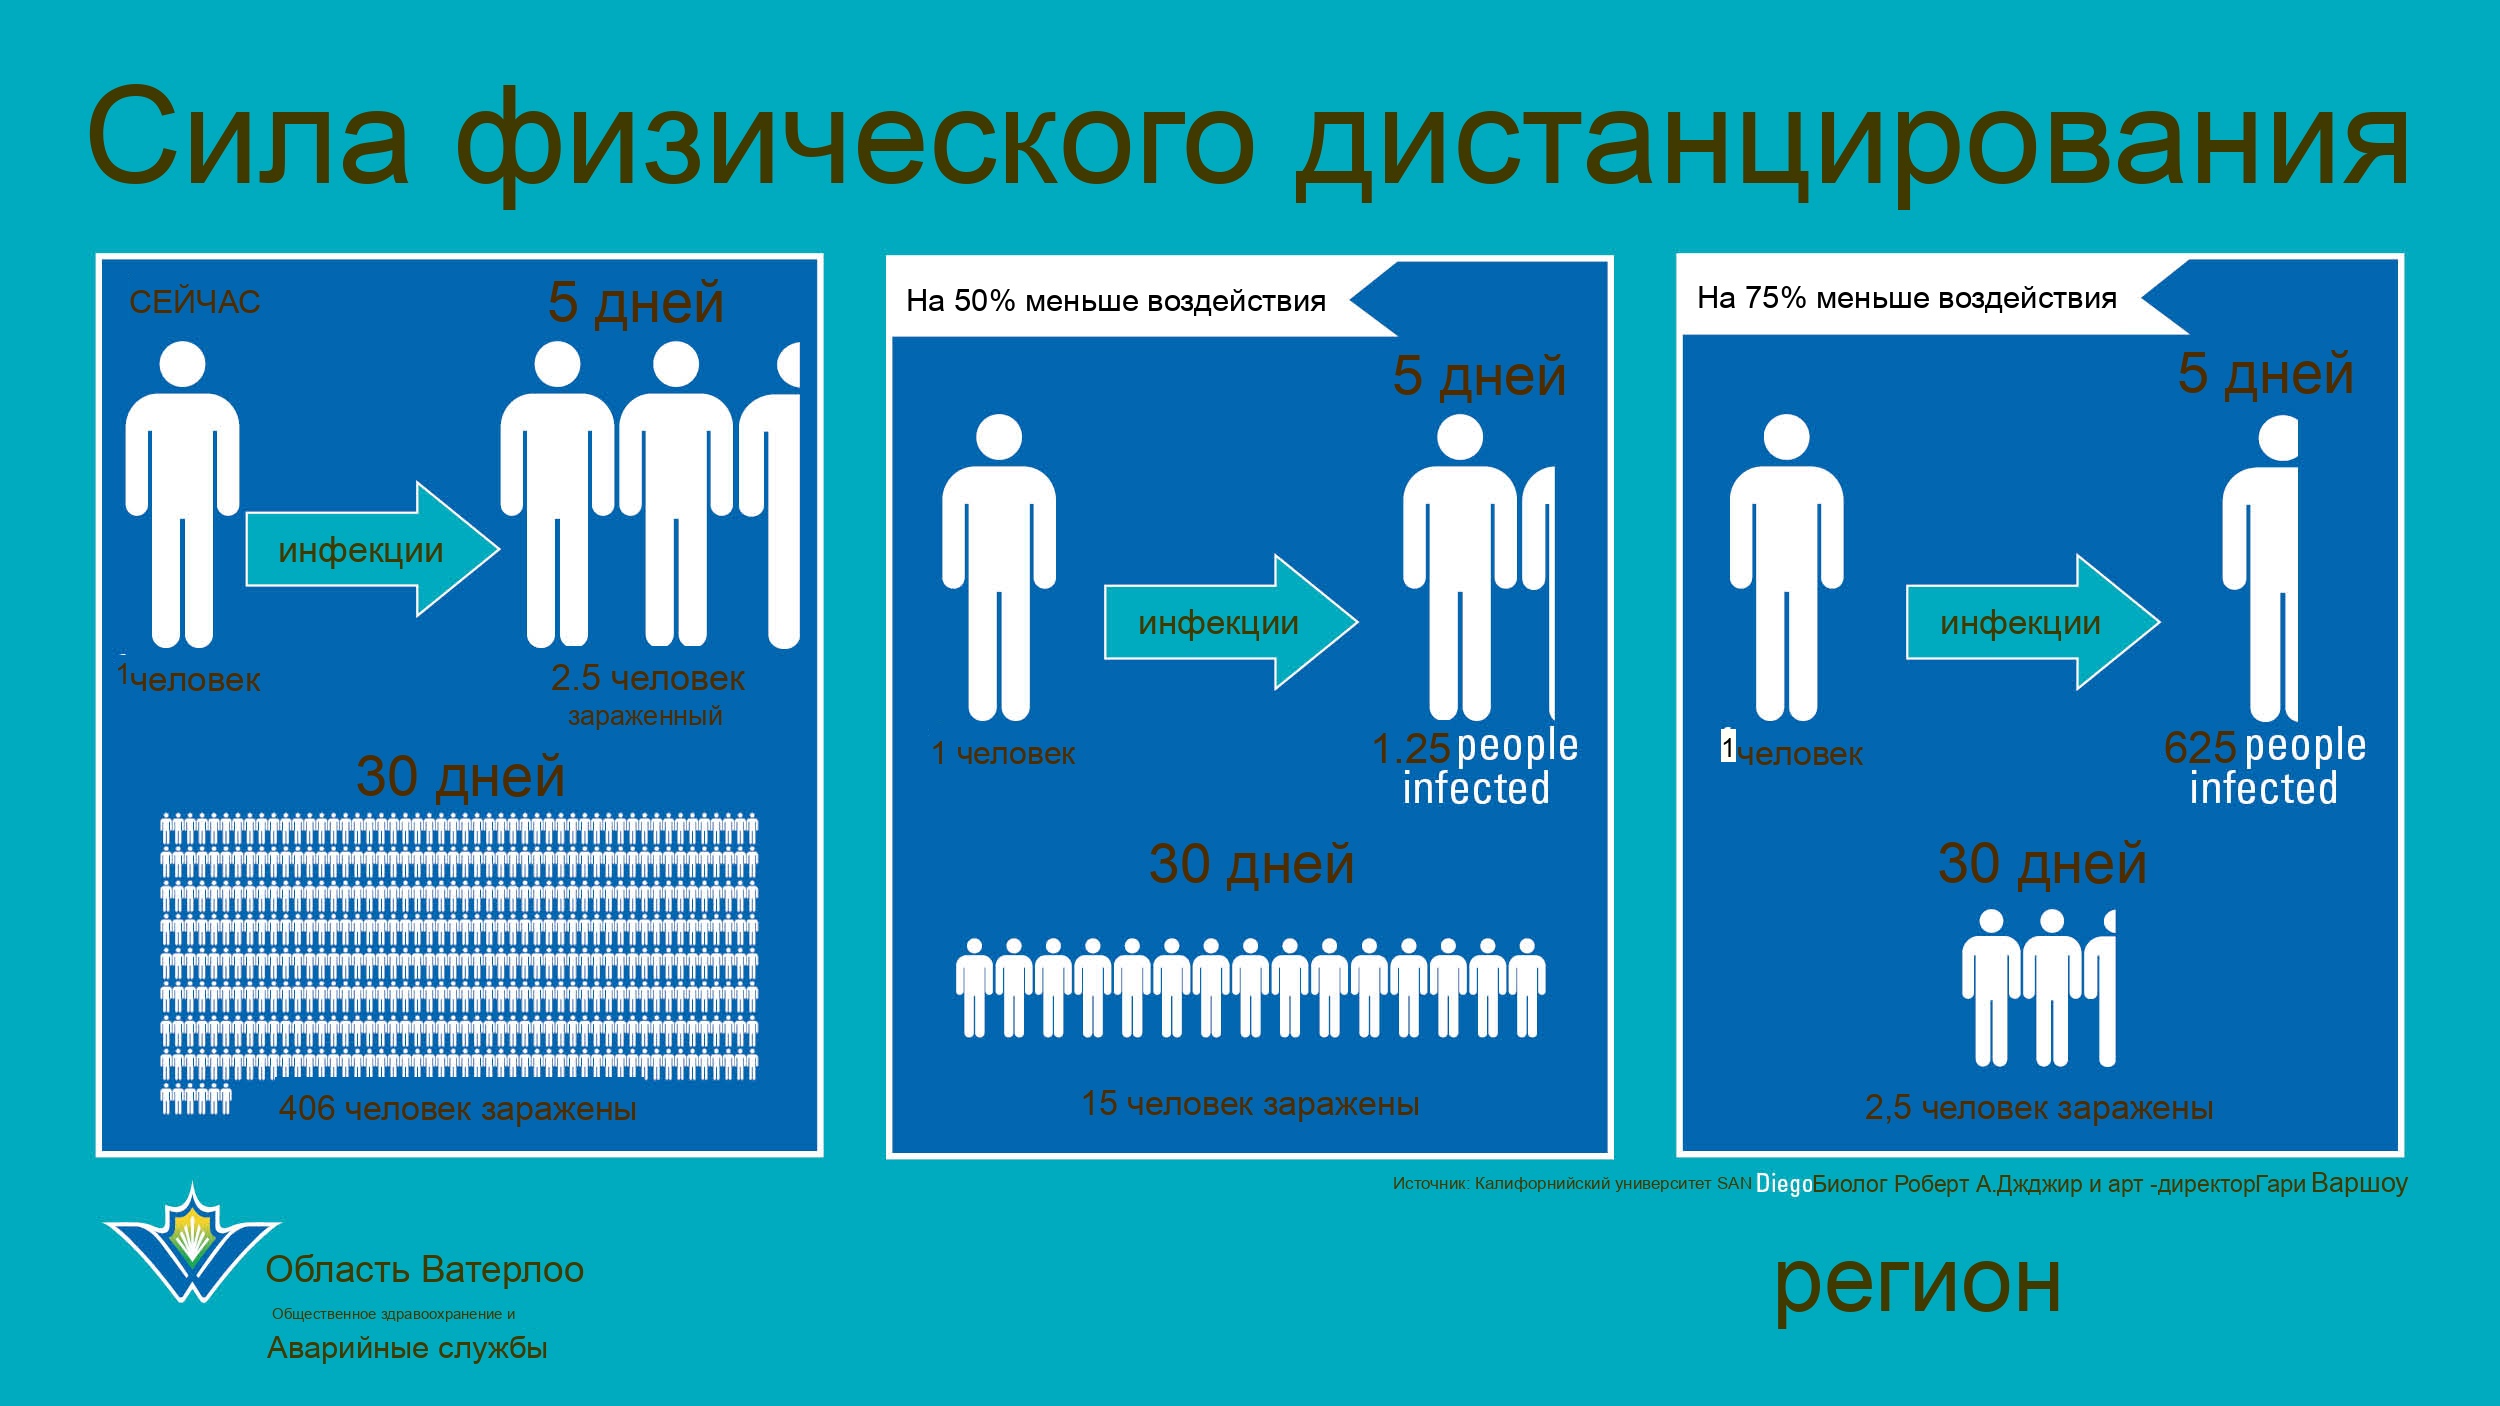 Сила физического дистанцирования
СЕЙЧАС
5 дней
инфекции
1человек
2.5 человек
зараженный
30 дней
406 человек заражены
На 50% меньше воздействия
5 дней
инфекции
1 человек
1.25 people
infected
30 дней
15 человек заражены
На 75% меньше воздействия
5 дней
инфекции
1человек
625 people
infected
30 дней
2,5 человек заражены
Источник: Калифорнийский университет SAN DiegoБиолог Роберт А.Джджир и арт -директорГари Варшоу
Область Ватерлоо
Общественное здравоохранение и
Аварийные службы
регион